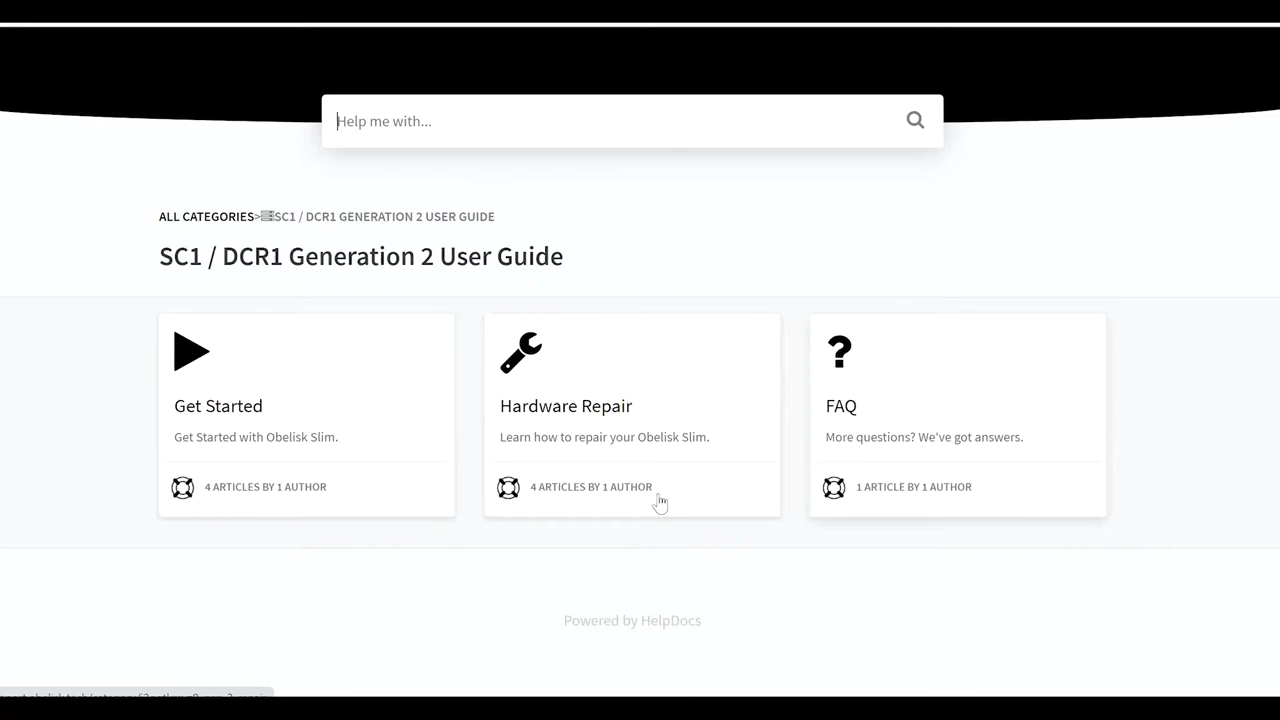 Help me with...
ALL CATEGORIES > SC1 / DCR1 GENERATION 2 USER GUIDE
SC1 / DCR1 Generation 2 User Guide
Get Started
Get Started with Obelisk Slim.
4 ARTICLES BY 1 AUTHOR
Hardware Repair
Learn how to repair your Obelisk Slim.
4 ARTICLES BY 1 AUTHOR
?
FAQ
More questions? We've got answers.
1 ARTICLE BY 1 AUTHOR
Powered by HelpDocs